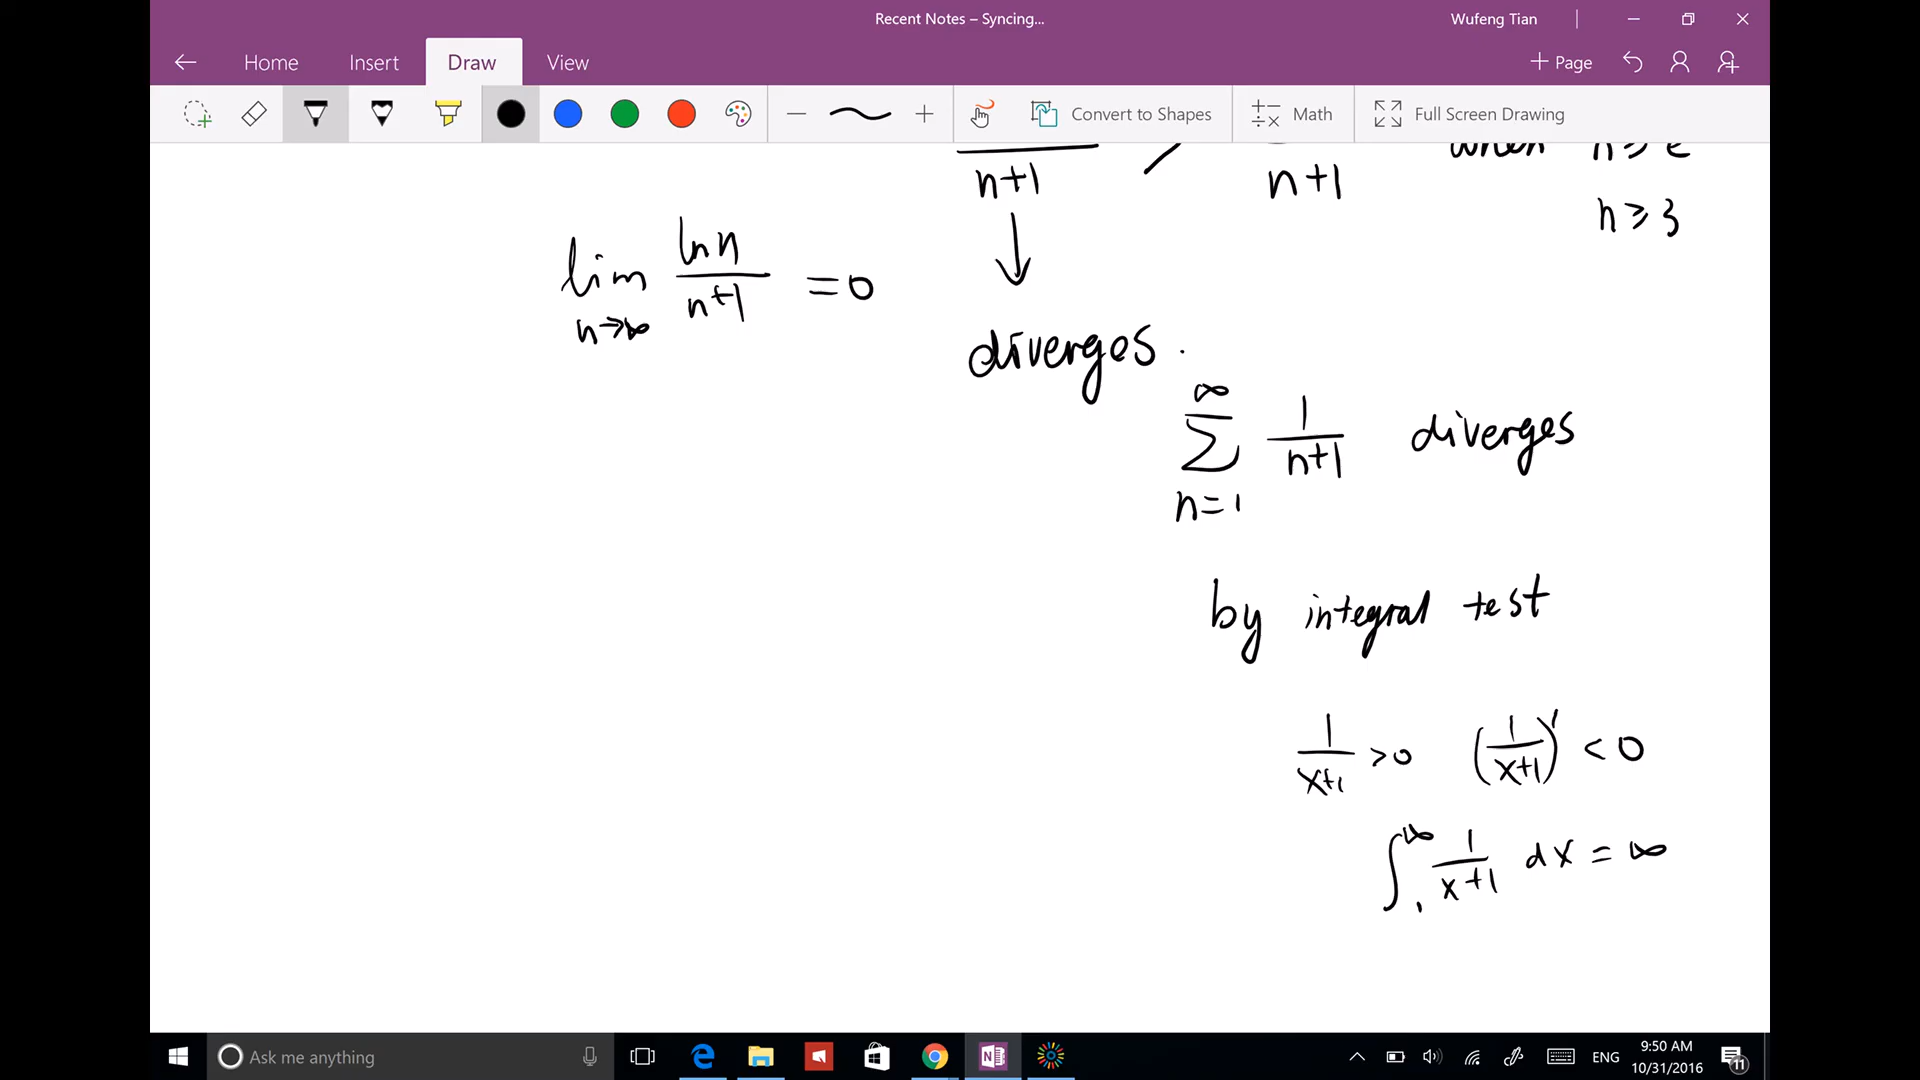 Recent Notes – Syncing...
Wufeng Tian
Home Insert Draw View
Page
Convert to Shapes
Math
Full Screen Drawing
when n ≥ e
n+1 > n+1
n ≥ 3
lim n→∞ ln n / n+1 = 0
diverges.
∞ ∑ n=1 1/n+1 diverges
by integral test
1/x+1 > 0 (1/x+1)' < 0
∫₁^∞ 1/x+1 dx = ∞
Ask me anything
ENG
9:50 AM
10/31/2016
11